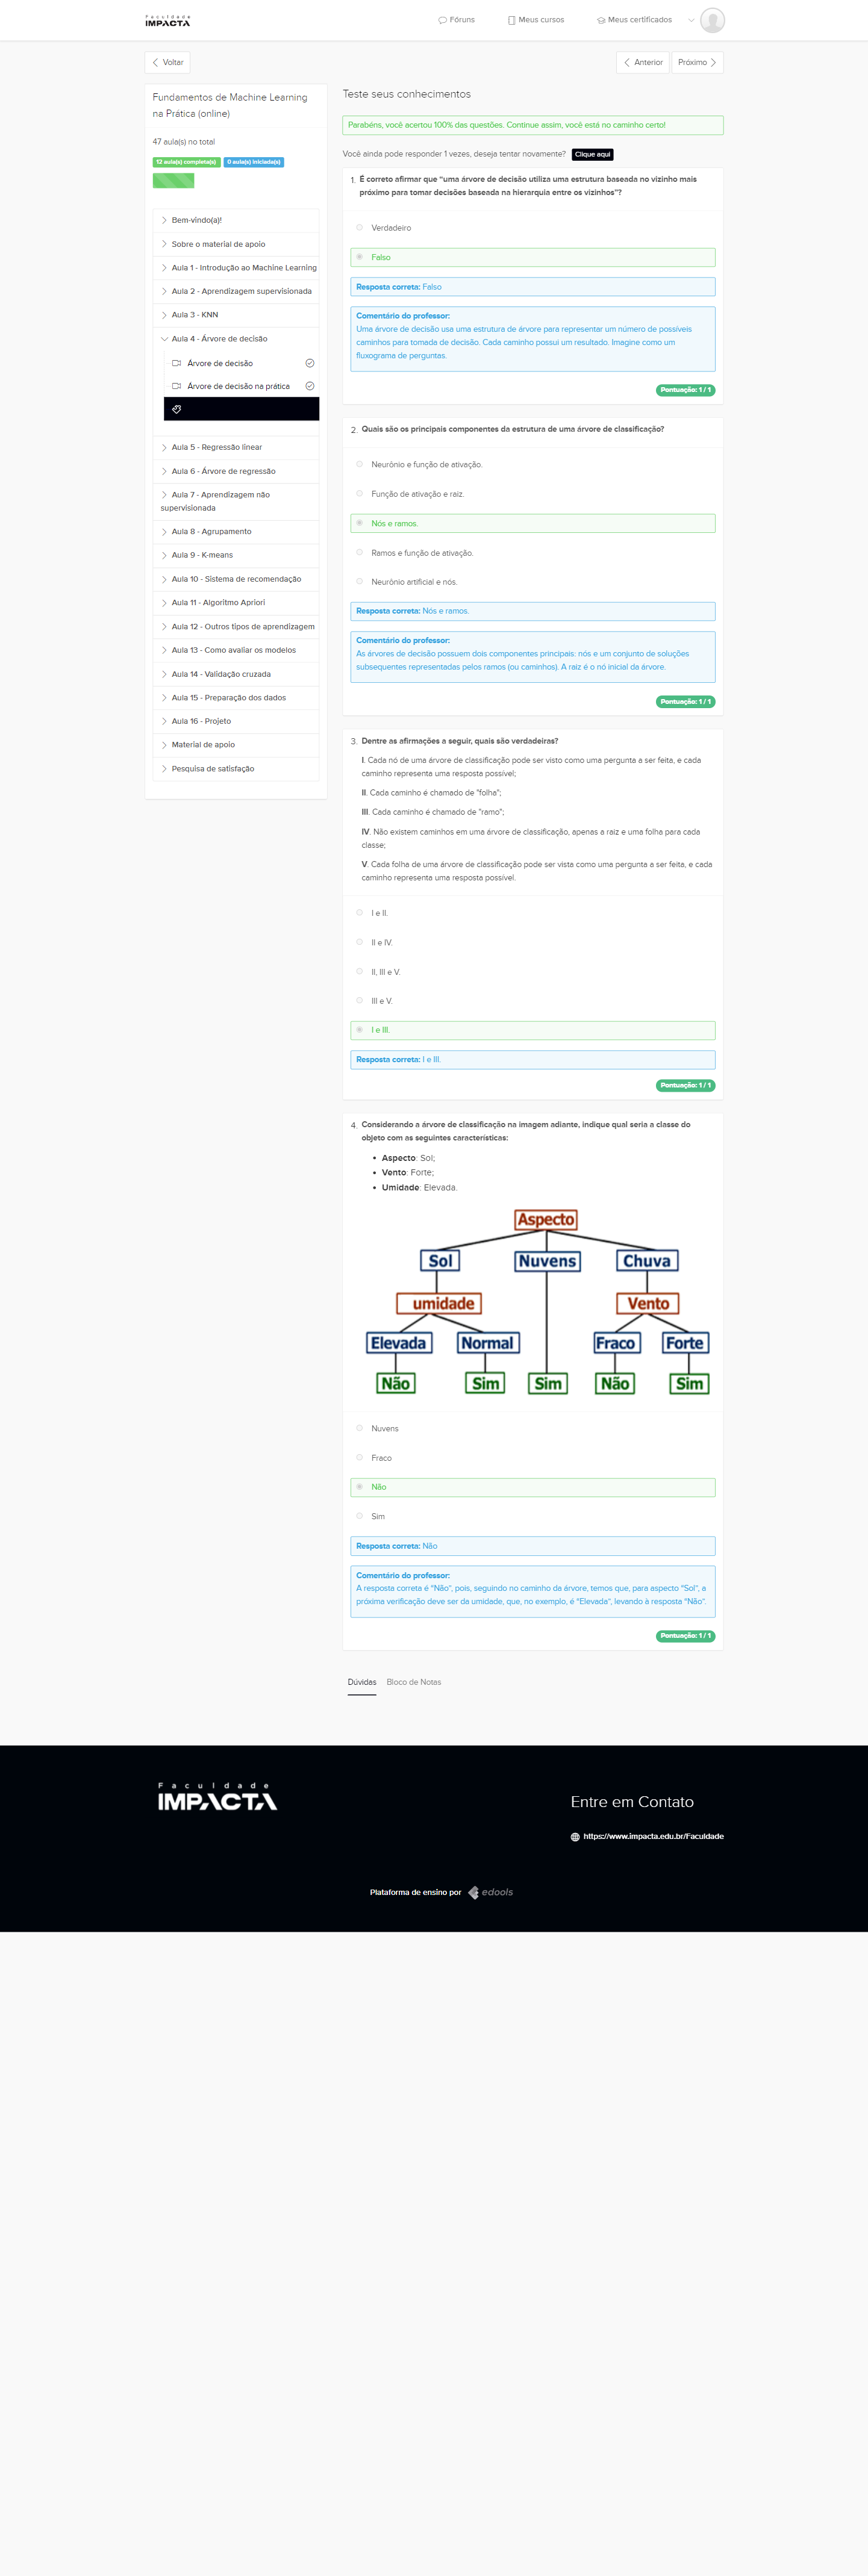 Faculdade
IMPACTA
Fóruns
Meus cursos
Meus certificados
Voltar
Anterior
Próximo
Fundamentos de Machine Learning
na Prática (online)
47 aula(s) no total
12 aula(s) completa(s)
0 aula(s) iniciada(s)
Bem-vindo(a)!
Sobre o material de apoio
Aula 1 - Introdução ao Machine Learning
Aula 2 - Aprendizagem supervisionada
Aula 3 - KNN
Aula 4 - Árvore de decisão
Árvore de decisão
Árvore de decisão na prática
Aula 5 - Regressão linear
Aula 6 - Árvore de regressão
Aula 7 - Aprendizagem não
supervisionada
Aula 8 - Agrupamento
Aula 9 - K-means
Aula 10 - Sistema de recomendação
Aula 11 - Algoritmo Apriori
Aula 12 - Outros tipos de aprendizagem
Aula 13 - Como avaliar os modelos
Aula 14 - Validação cruzada
Aula 15 - Preparação dos dados
Aula 16 - Projeto
Material de apoio
Pesquisa de satisfação
Teste seus conhecimentos
Parabéns, você acertou 100% das questões. Continue assim, você está no caminho certo!
Você ainda pode responder 1 vezes, deseja tentar novamente? Clique aqui
1. É correto afirmar que “uma árvore de decisão utiliza uma estrutura baseada no vizinho mais
próximo para tomar decisões baseada na hierarquia entre os vizinhos”?
Verdadeiro
Falso
Resposta correta: Falso
Comentário do professor:
Uma árvore de decisão usa uma estrutura de árvore para representar um número de possíveis
caminhos para tomada de decisão. Cada caminho possui um resultado. Imagine como um
fluxograma de perguntas.
Pontuação: 1 / 1
2. Quais são os principais componentes da estrutura de uma árvore de classificação?
Neurônio e função de ativação.
Função de ativação e raiz.
Nós e ramos.
Ramos e função de ativação.
Neurônio artificial e nós.
Resposta correta: Nós e ramos.
Comentário do professor:
As árvores de decisão possuem dois componentes principais: nós e um conjunto de soluções
subsequentes representadas pelos ramos (ou caminhos). A raiz é o nó inicial da árvore.
Pontuação: 1 / 1
3. Dentre as afirmações a seguir, quais são verdadeiras?
I. Cada nó de uma árvore de classificação pode ser visto como uma pergunta a ser feita, e cada
caminho representa uma resposta possível;
II. Cada caminho é chamado de "folha";
III. Cada caminho é chamado de "ramo";
IV. Não existem caminhos em uma árvore de classificação, apenas a raiz e uma folha para cada
classe;
V. Cada folha de uma árvore de classificação pode ser vista como uma pergunta a ser feita, e cada
caminho representa uma resposta possível.
I e II.
II e IV.
II, III e V.
III e V.
I e III.
Resposta correta: I e III.
Pontuação: 1 / 1
4. Considerando a árvore de classificação na imagem adiante, indique qual seria a classe do
objeto com as seguintes características:
• Aspecto: Sol;
• Vento: Forte;
• Umidade: Elevada.
Aspecto
Sol Nuvens Chuva
umidade Vento
Elevada Normal Fraco Forte
Não Sim Sim Não Sim
Nuvens
Fraco
Não
Sim
Resposta correta: Não
Comentário do professor:
A resposta correta é “Não”, pois, seguindo no caminho da árvore, temos que, para aspecto “Sol”, a
próxima verificação deve ser da umidade, que, no exemplo, é “Elevada”, levando à resposta “Não”.
Pontuação: 1 / 1
Dúvidas
Bloco de Notas
Faculdade
IMPACTA
Entre em Contato
https://www.impacta.edu.br/Faculdade
Plataforma de ensino por edools